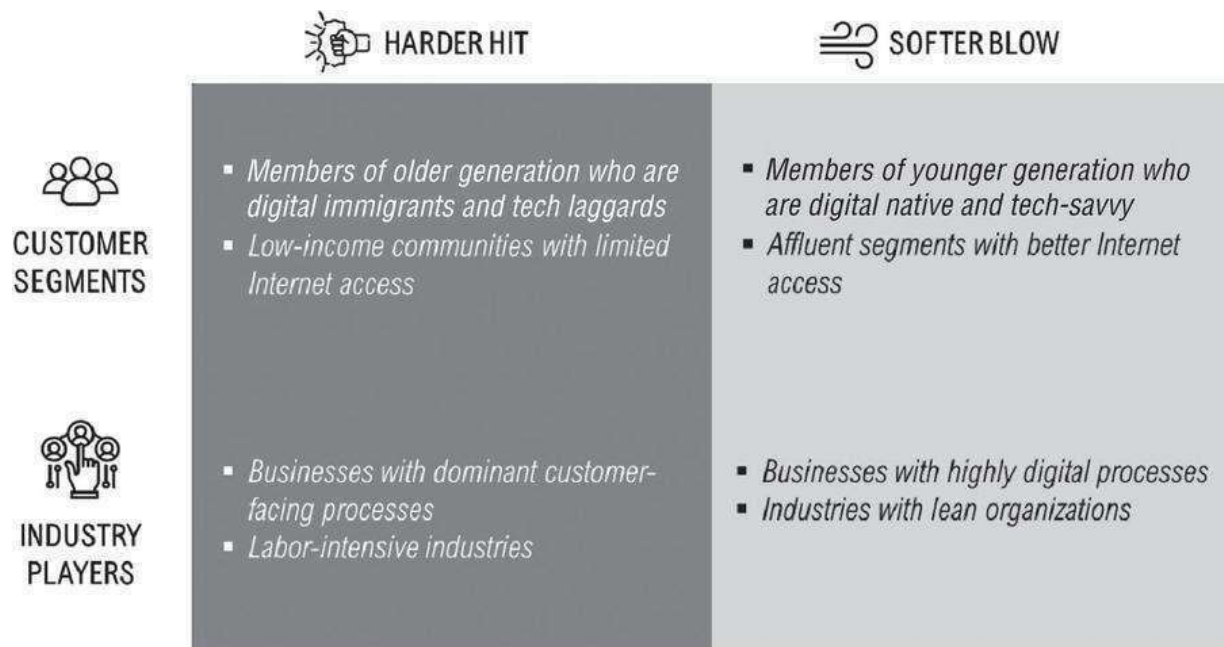 HARDER HIT
SOFTER BLOW
CUSTOMER
SEGMENTS
▪ Members of older generation who are
digital immigrants and tech laggards
▪ Low-income communities with limited
Internet access
▪ Members of younger generation who
are digital native and tech-savvy
▪ Affluent segments with better Internet
access
INDUSTRY
PLAYERS
▪ Businesses with dominant customer-
facing processes
▪ Labor-intensive industries
▪ Businesses with highly digital processes
▪ Industries with lean organizations